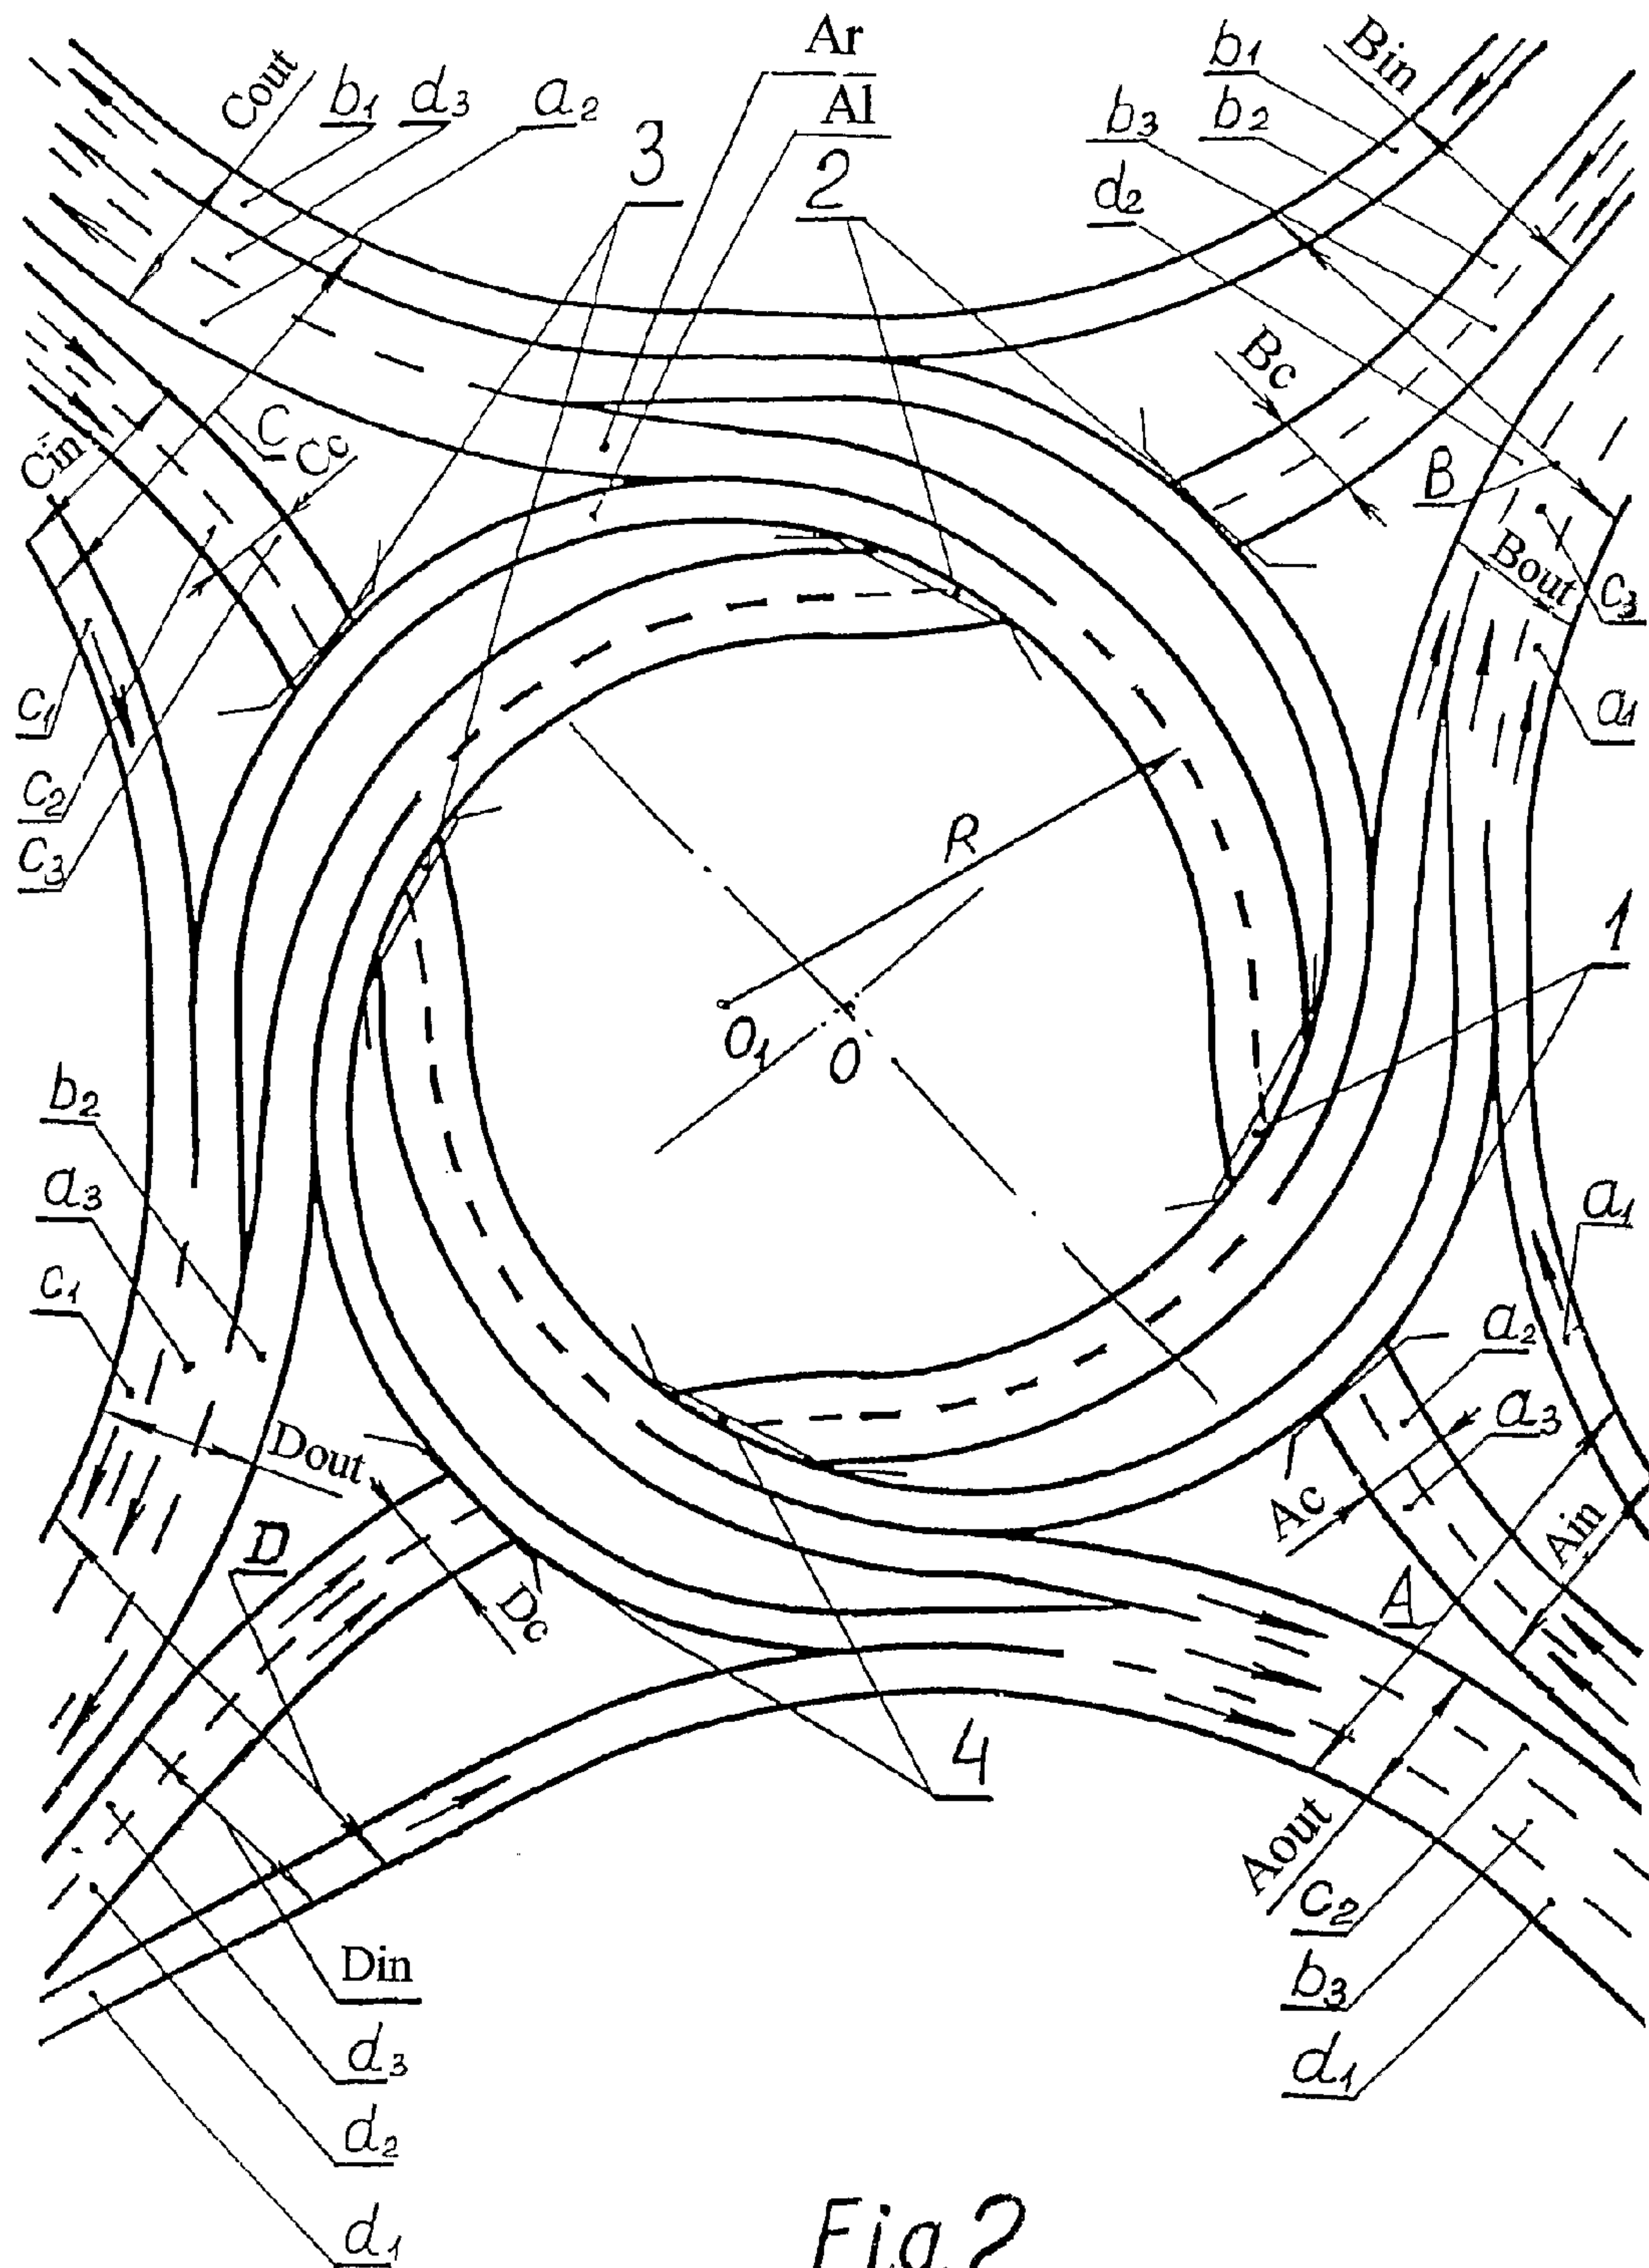 Ar
Al
Cout
b1
d3
a2
3
2
b1
b3
b2
d2
Bin
Bc
B
Bout
c3
a1
Cin
C
Cc
c1
c2
c3
R
O1
O
1
b2
a3
c1
a1
a2
a3
Ac
Ain
A
Dout
D
Dc
4
Aout
c2
b3
d1
Din
d3
d2
d1
Fig.2